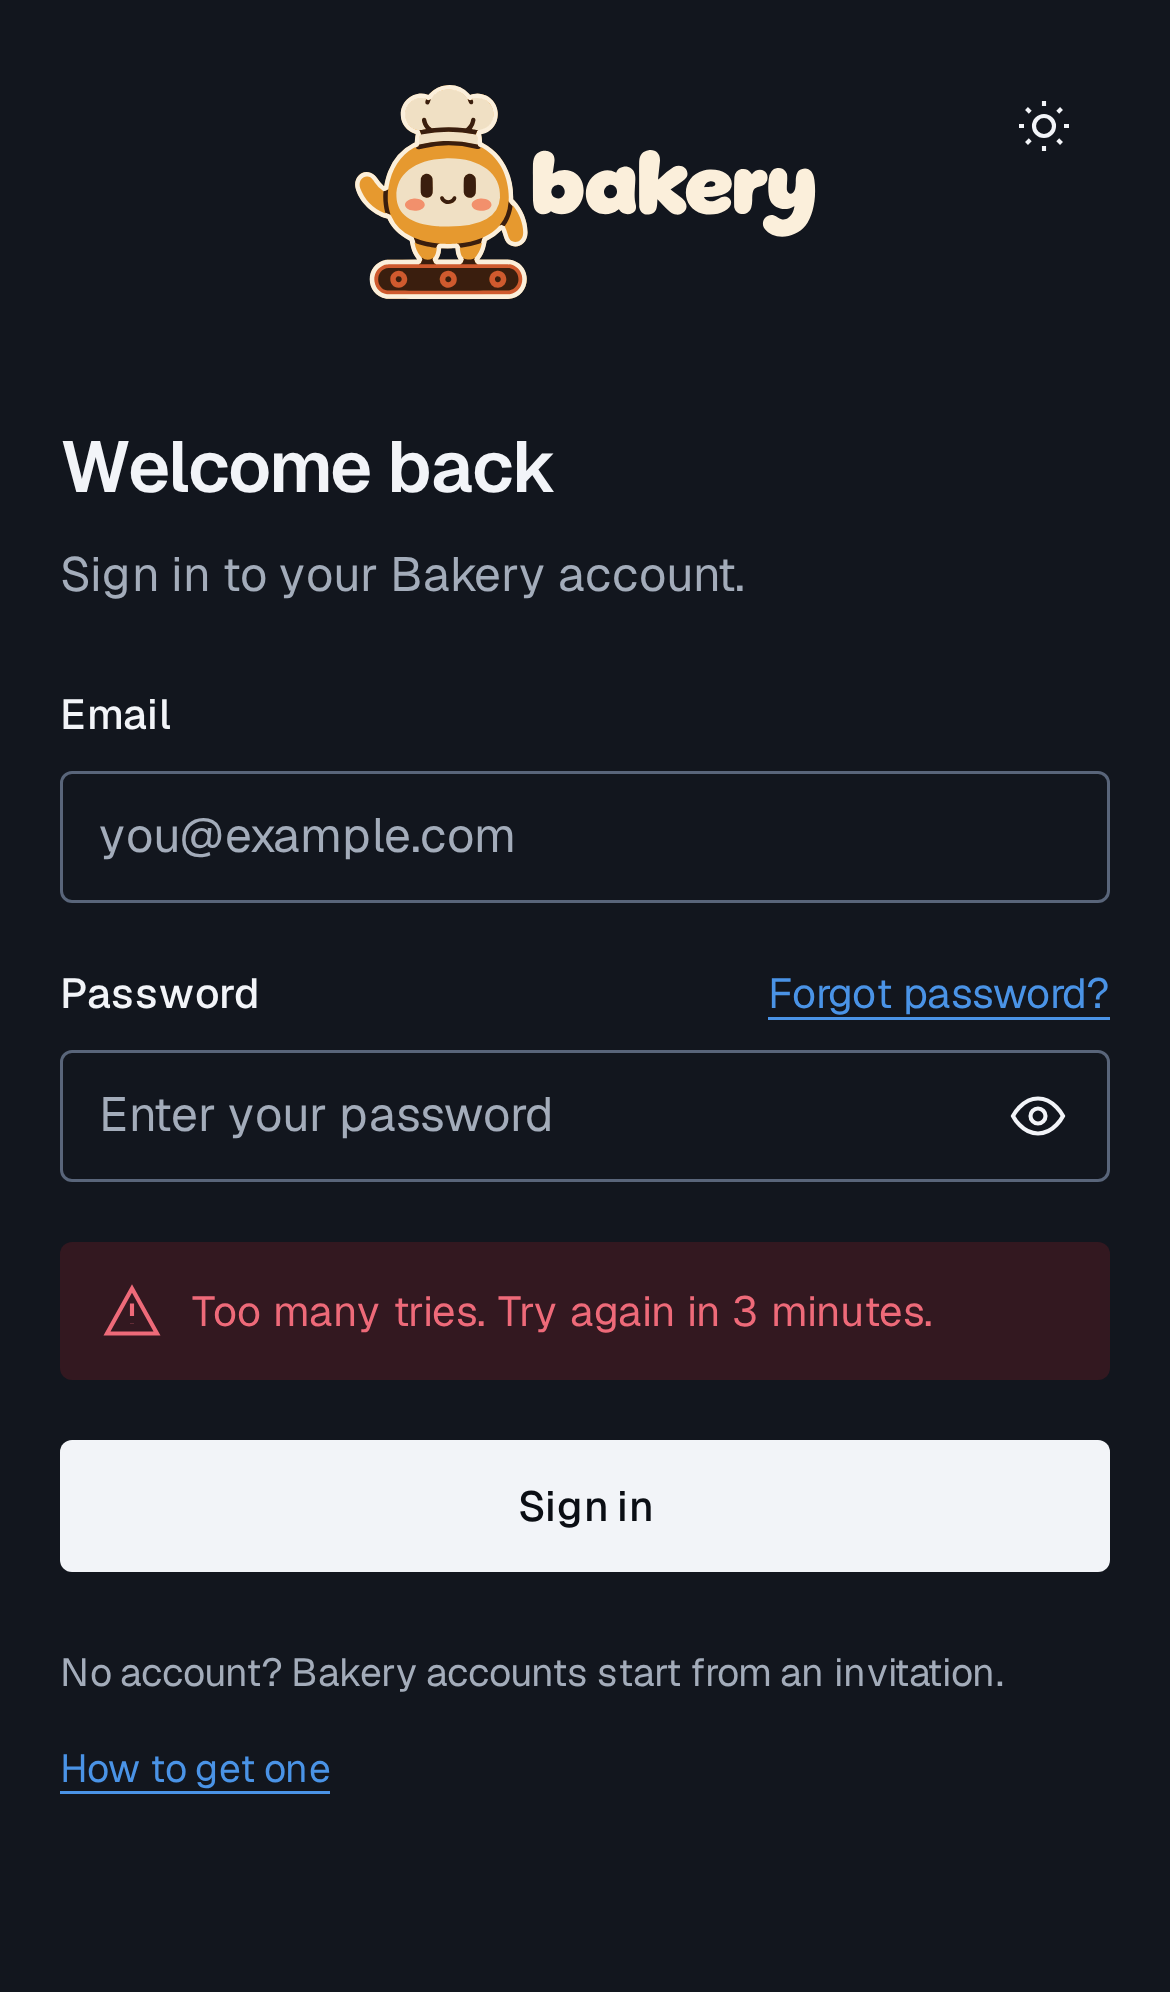 bakery
Welcome back
Sign in to your Bakery account.
Email
you@example.com
Password
Forgot password?
Enter your password
Too many tries. Try again in 3 minutes.
Sign in
No account? Bakery accounts start from an invitation.
How to get one